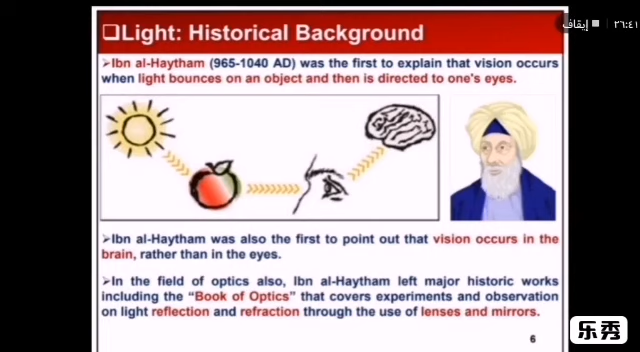 ٢٦:٤١ إيقاف
❑Light: Historical Background
➢Ibn al-Haytham (965-1040 AD) was the first to explain that vision occurs
when light bounces on an object and then is directed to one's eyes.
➢Ibn al-Haytham was also the first to point out that vision occurs in the
brain, rather than in the eyes.
➢In the field of optics also, Ibn al-Haytham left major historic works
including the “Book of Optics” that covers experiments and observation
on light reflection and refraction through the use of lenses and mirrors.
6
乐秀